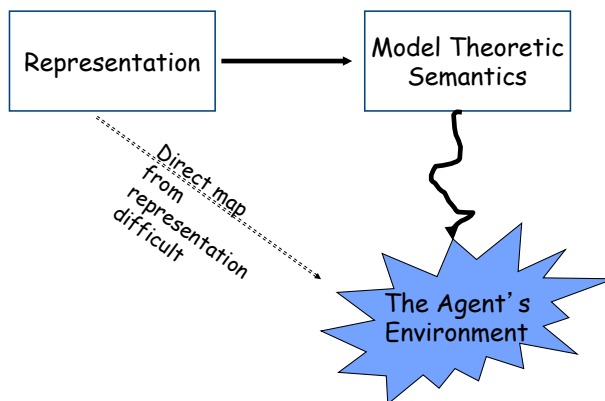 Representation
Model Theoretic
Semantics
Direct map
from
representation
difficult
The Agent’s
Environment